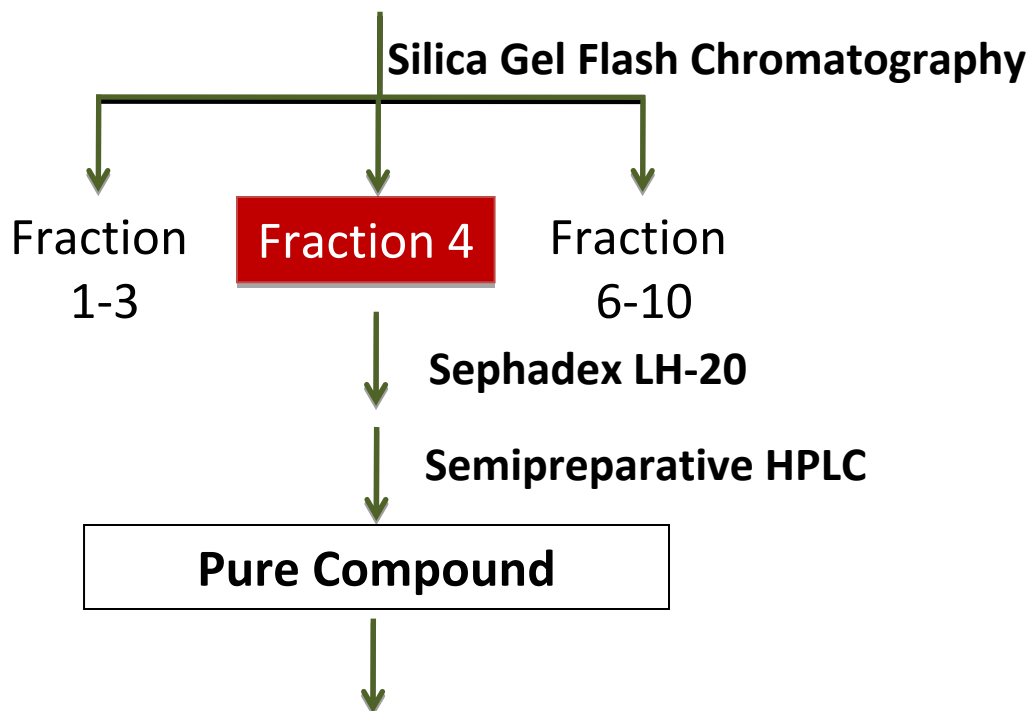 Silica Gel Flash Chromatography
Fraction
1-3
Fraction 4
Fraction
6-10
Sephadex LH-20
Semipreparative HPLC
Pure Compound